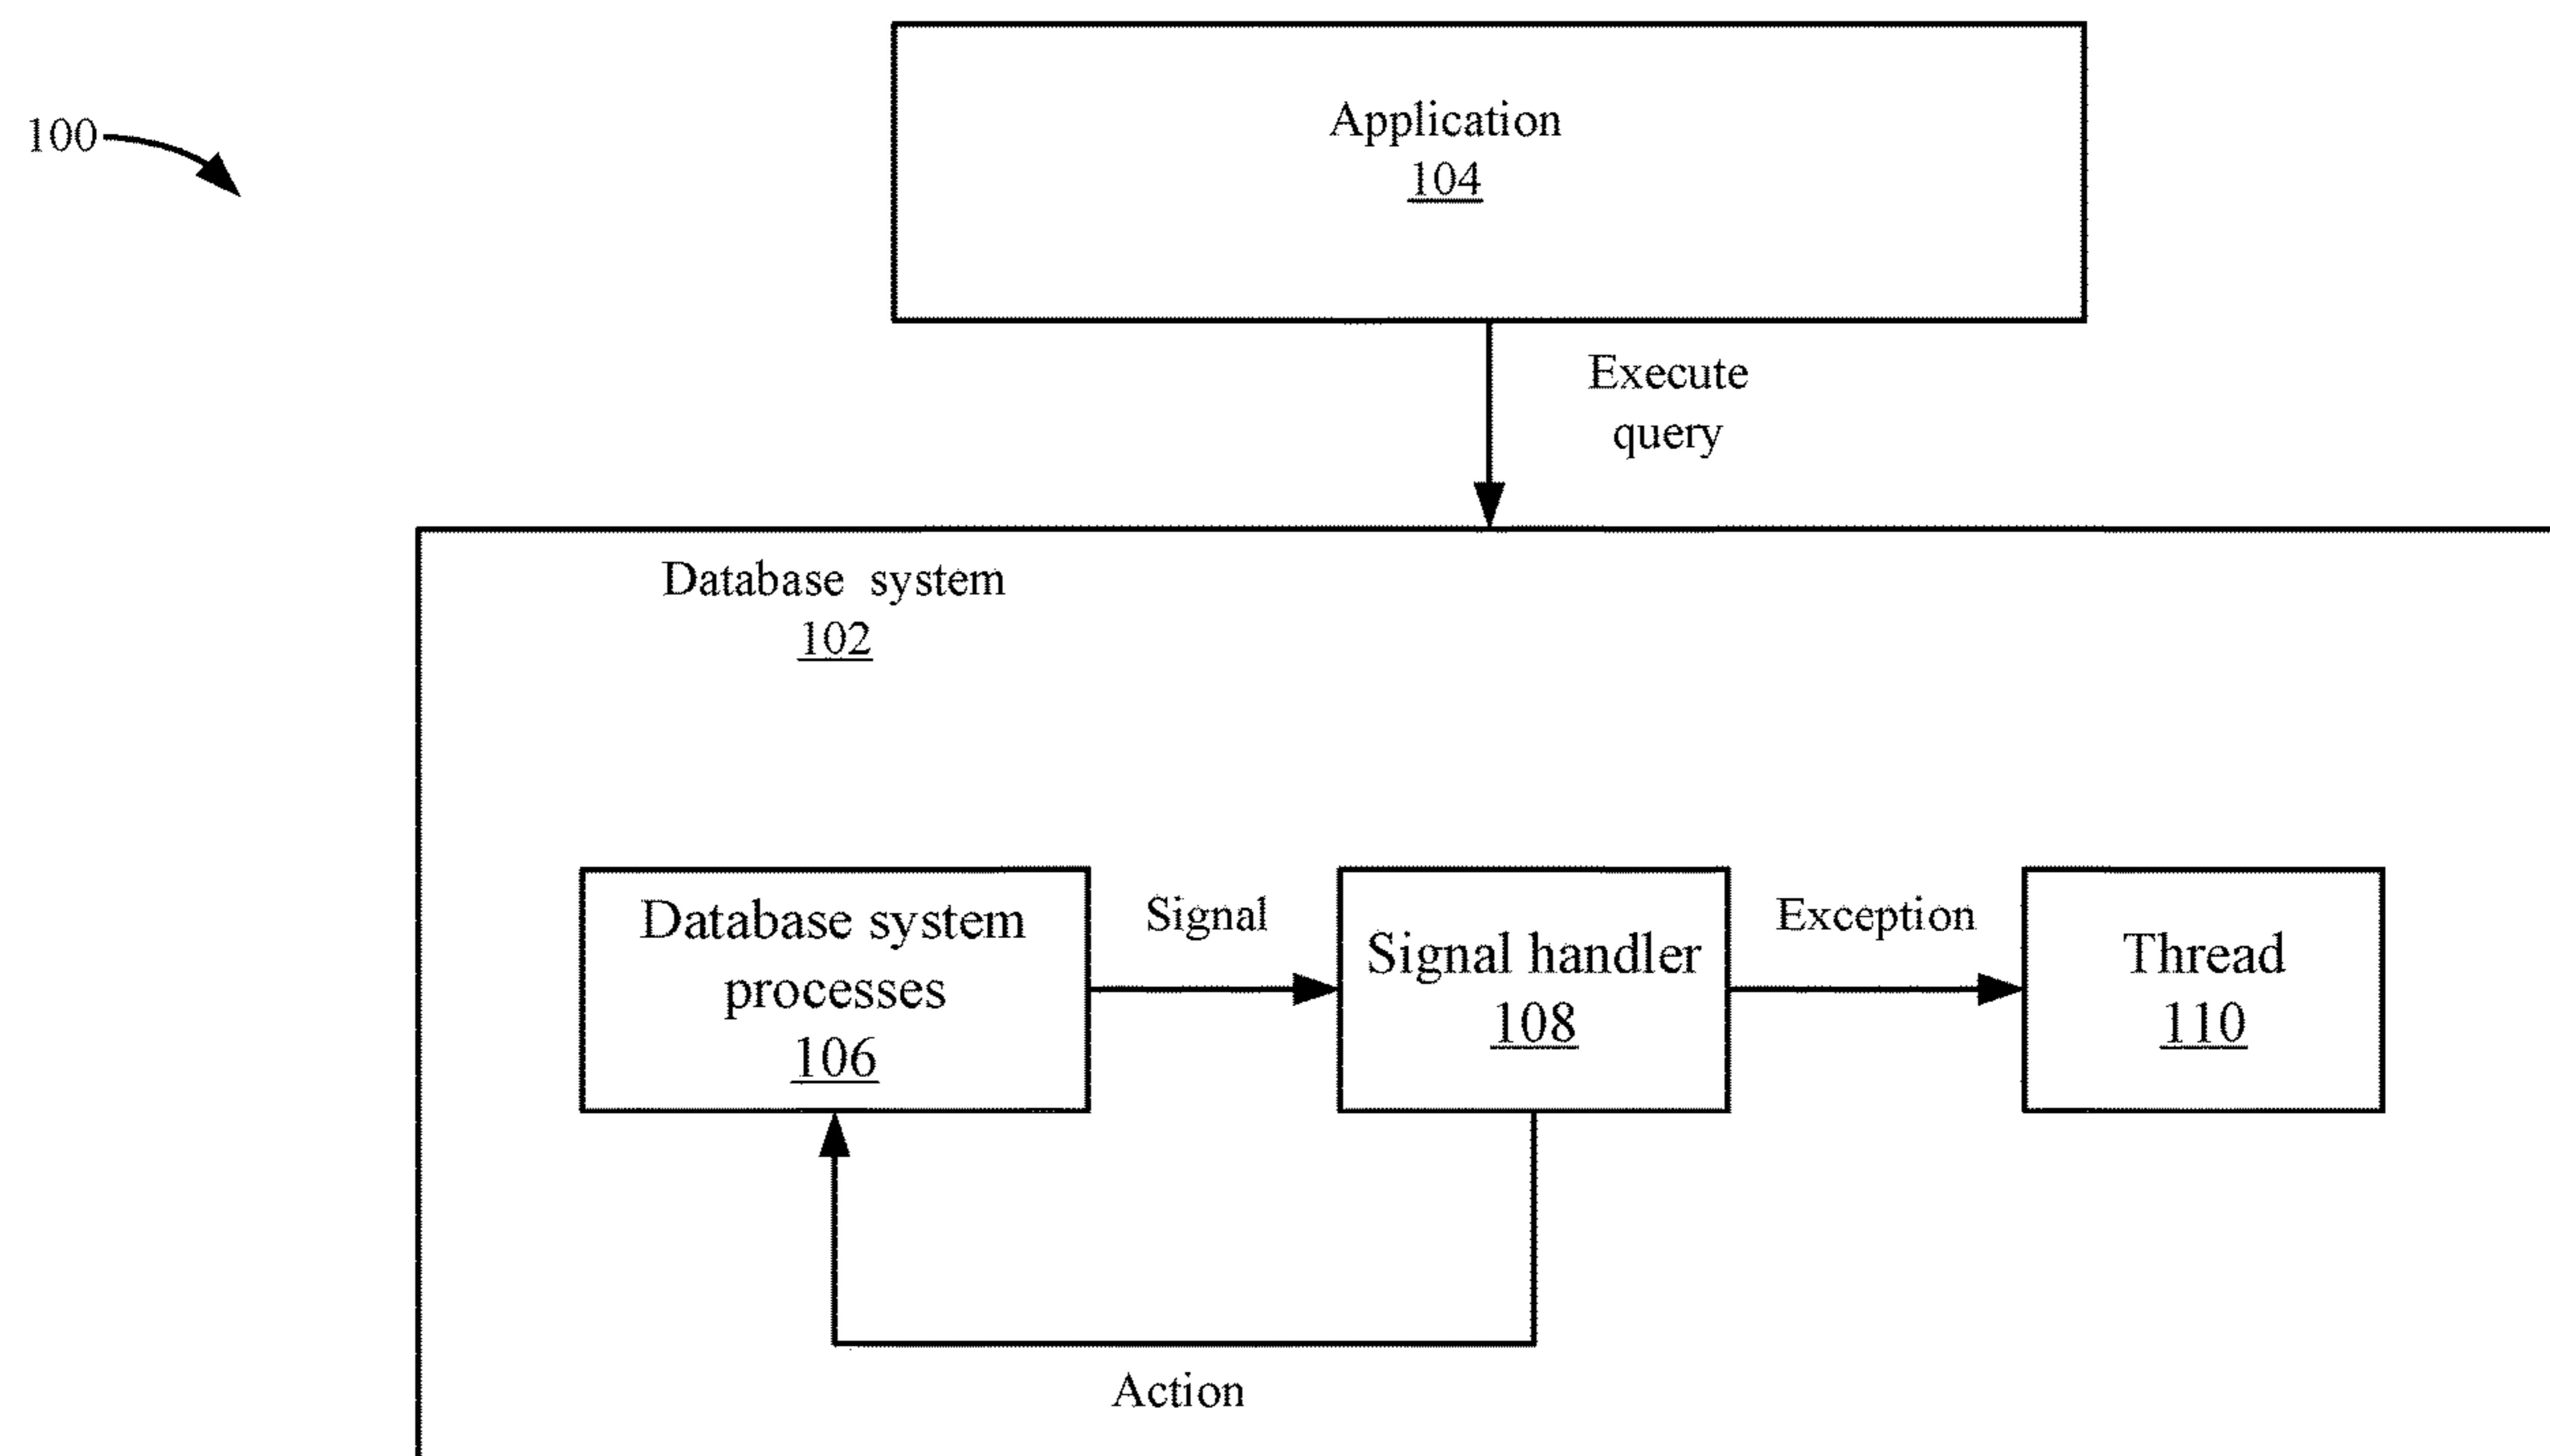 100
Application
104
Execute
query
Database system
102
Database system
processes
106
Signal
Signal handler
108
Exception
Thread
110
Action